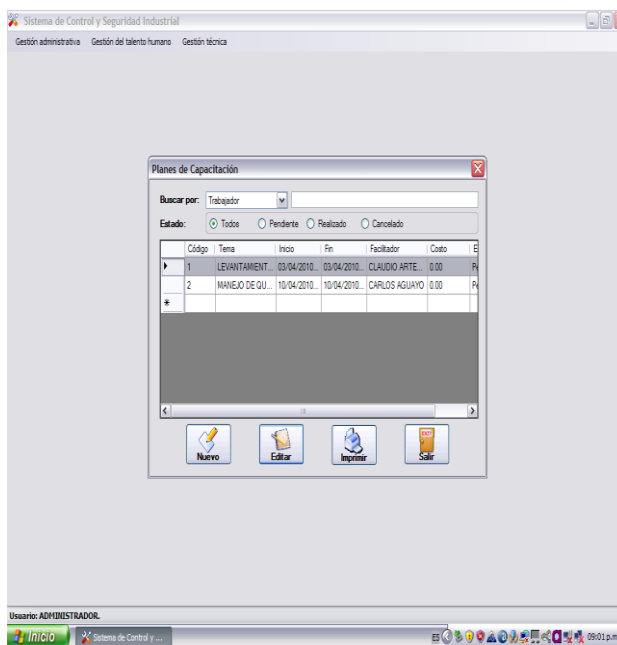 Sistema de Control y Seguridad Industrial
Gestión administrativa Gestión del talento humano Gestión técnica
Planes de Capacitación
Buscar por: Trabajador
Estado: Todos Pendiente Realizado Cancelado
Código Tema Inicio Fin Facilitador Costo E
1 LEVANTAMIENT... 03/04/2010... 03/04/2010... CLAUDIO ARTE... 0.00 Pe
2 MANEJO DE QU... 10/04/2010... 10/04/2010... CARLOS AGUAYO 0.00 Pe
Nuevo Editar Imprimir Salir
Usuario: ADMINISTRADOR.
Inicio Sistema de Control y ... ES 09:01 p.m